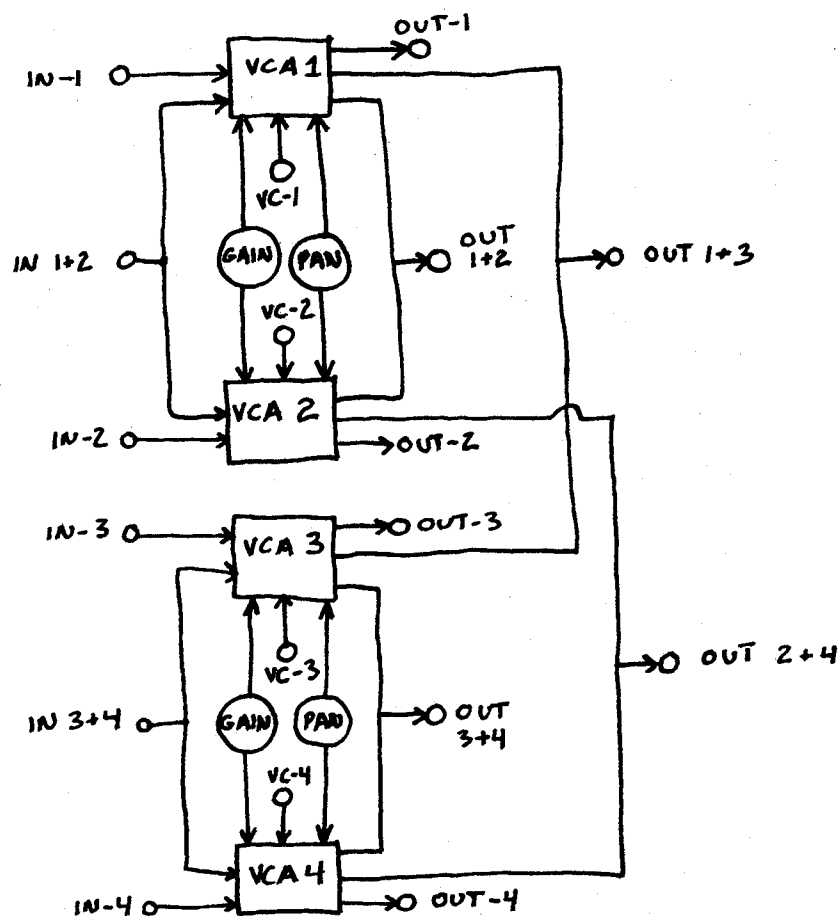 OUT-1
IN-1
VCA 1
VC-1
IN 1+2
GAIN
PAN
OUT
1+2
OUT 1+3
VC-2
VCA 2
IN-2
OUT-2
IN-3
VCA 3
OUT-3
VC-3
OUT 2+4
IN 3+4
GAIN
PAN
OUT
3+4
VC-4
VCA 4
IN-4
OUT-4